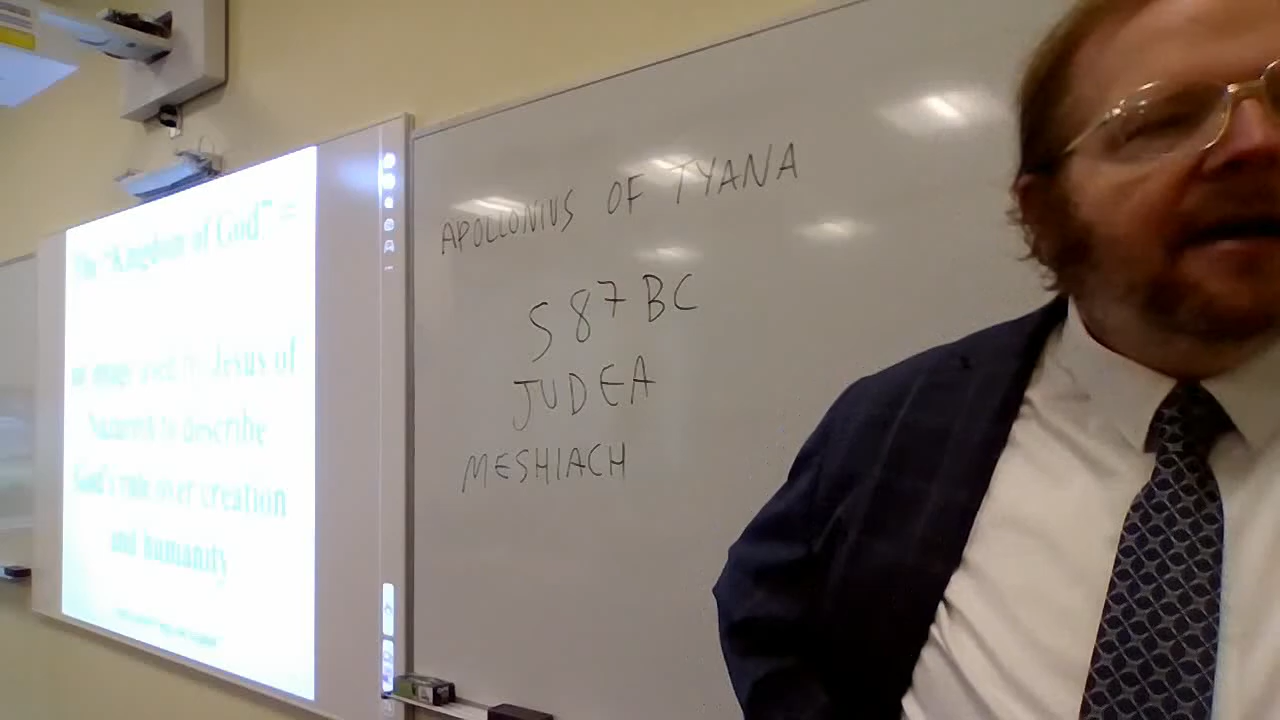 The "Kingdom of God" =
an image used by Jesus of
Nazareth to describe
God's rule over creation
and humanity
APOLLONIUS OF TYANA
587 BC
JUDEA
MESHIACH